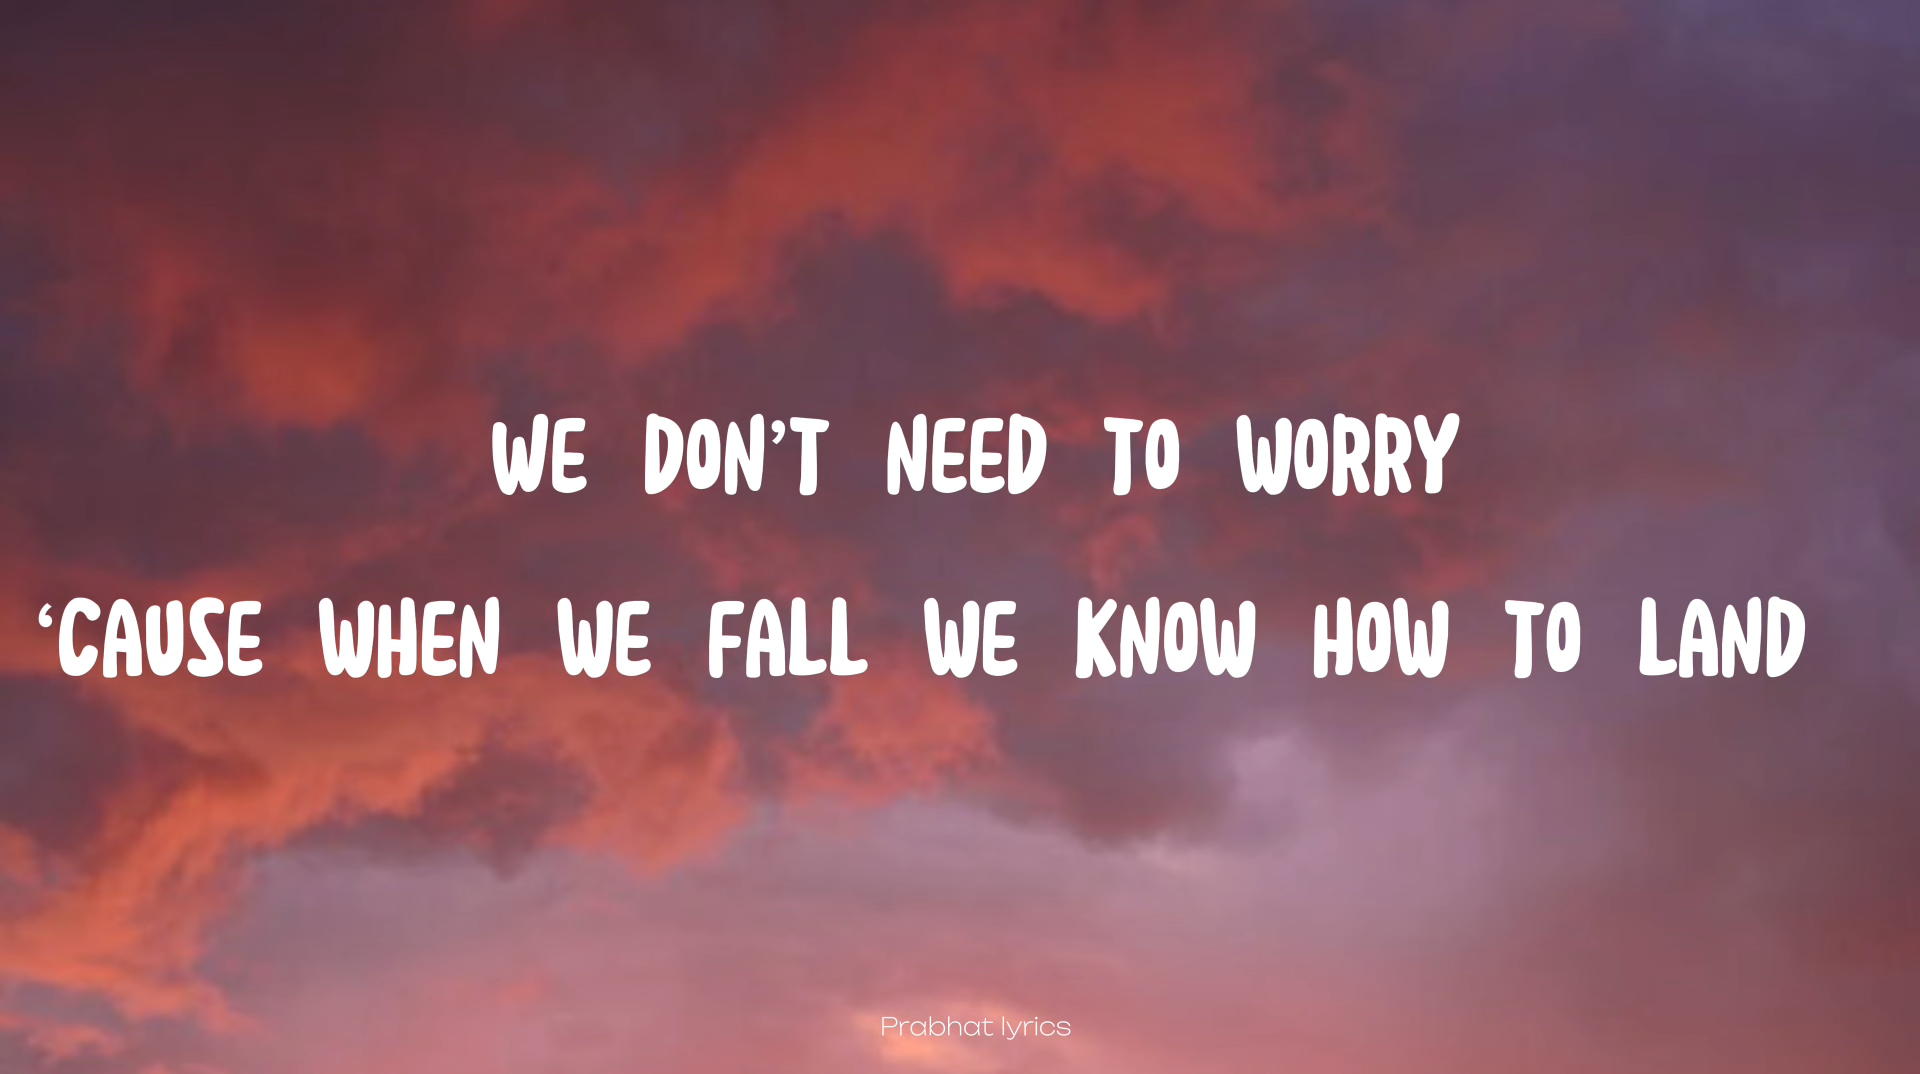 WE DON’T NEED TO WORRY
‘CAUSE WHEN WE FALL WE KNOW HOW TO LAND
Prabhat lyrics